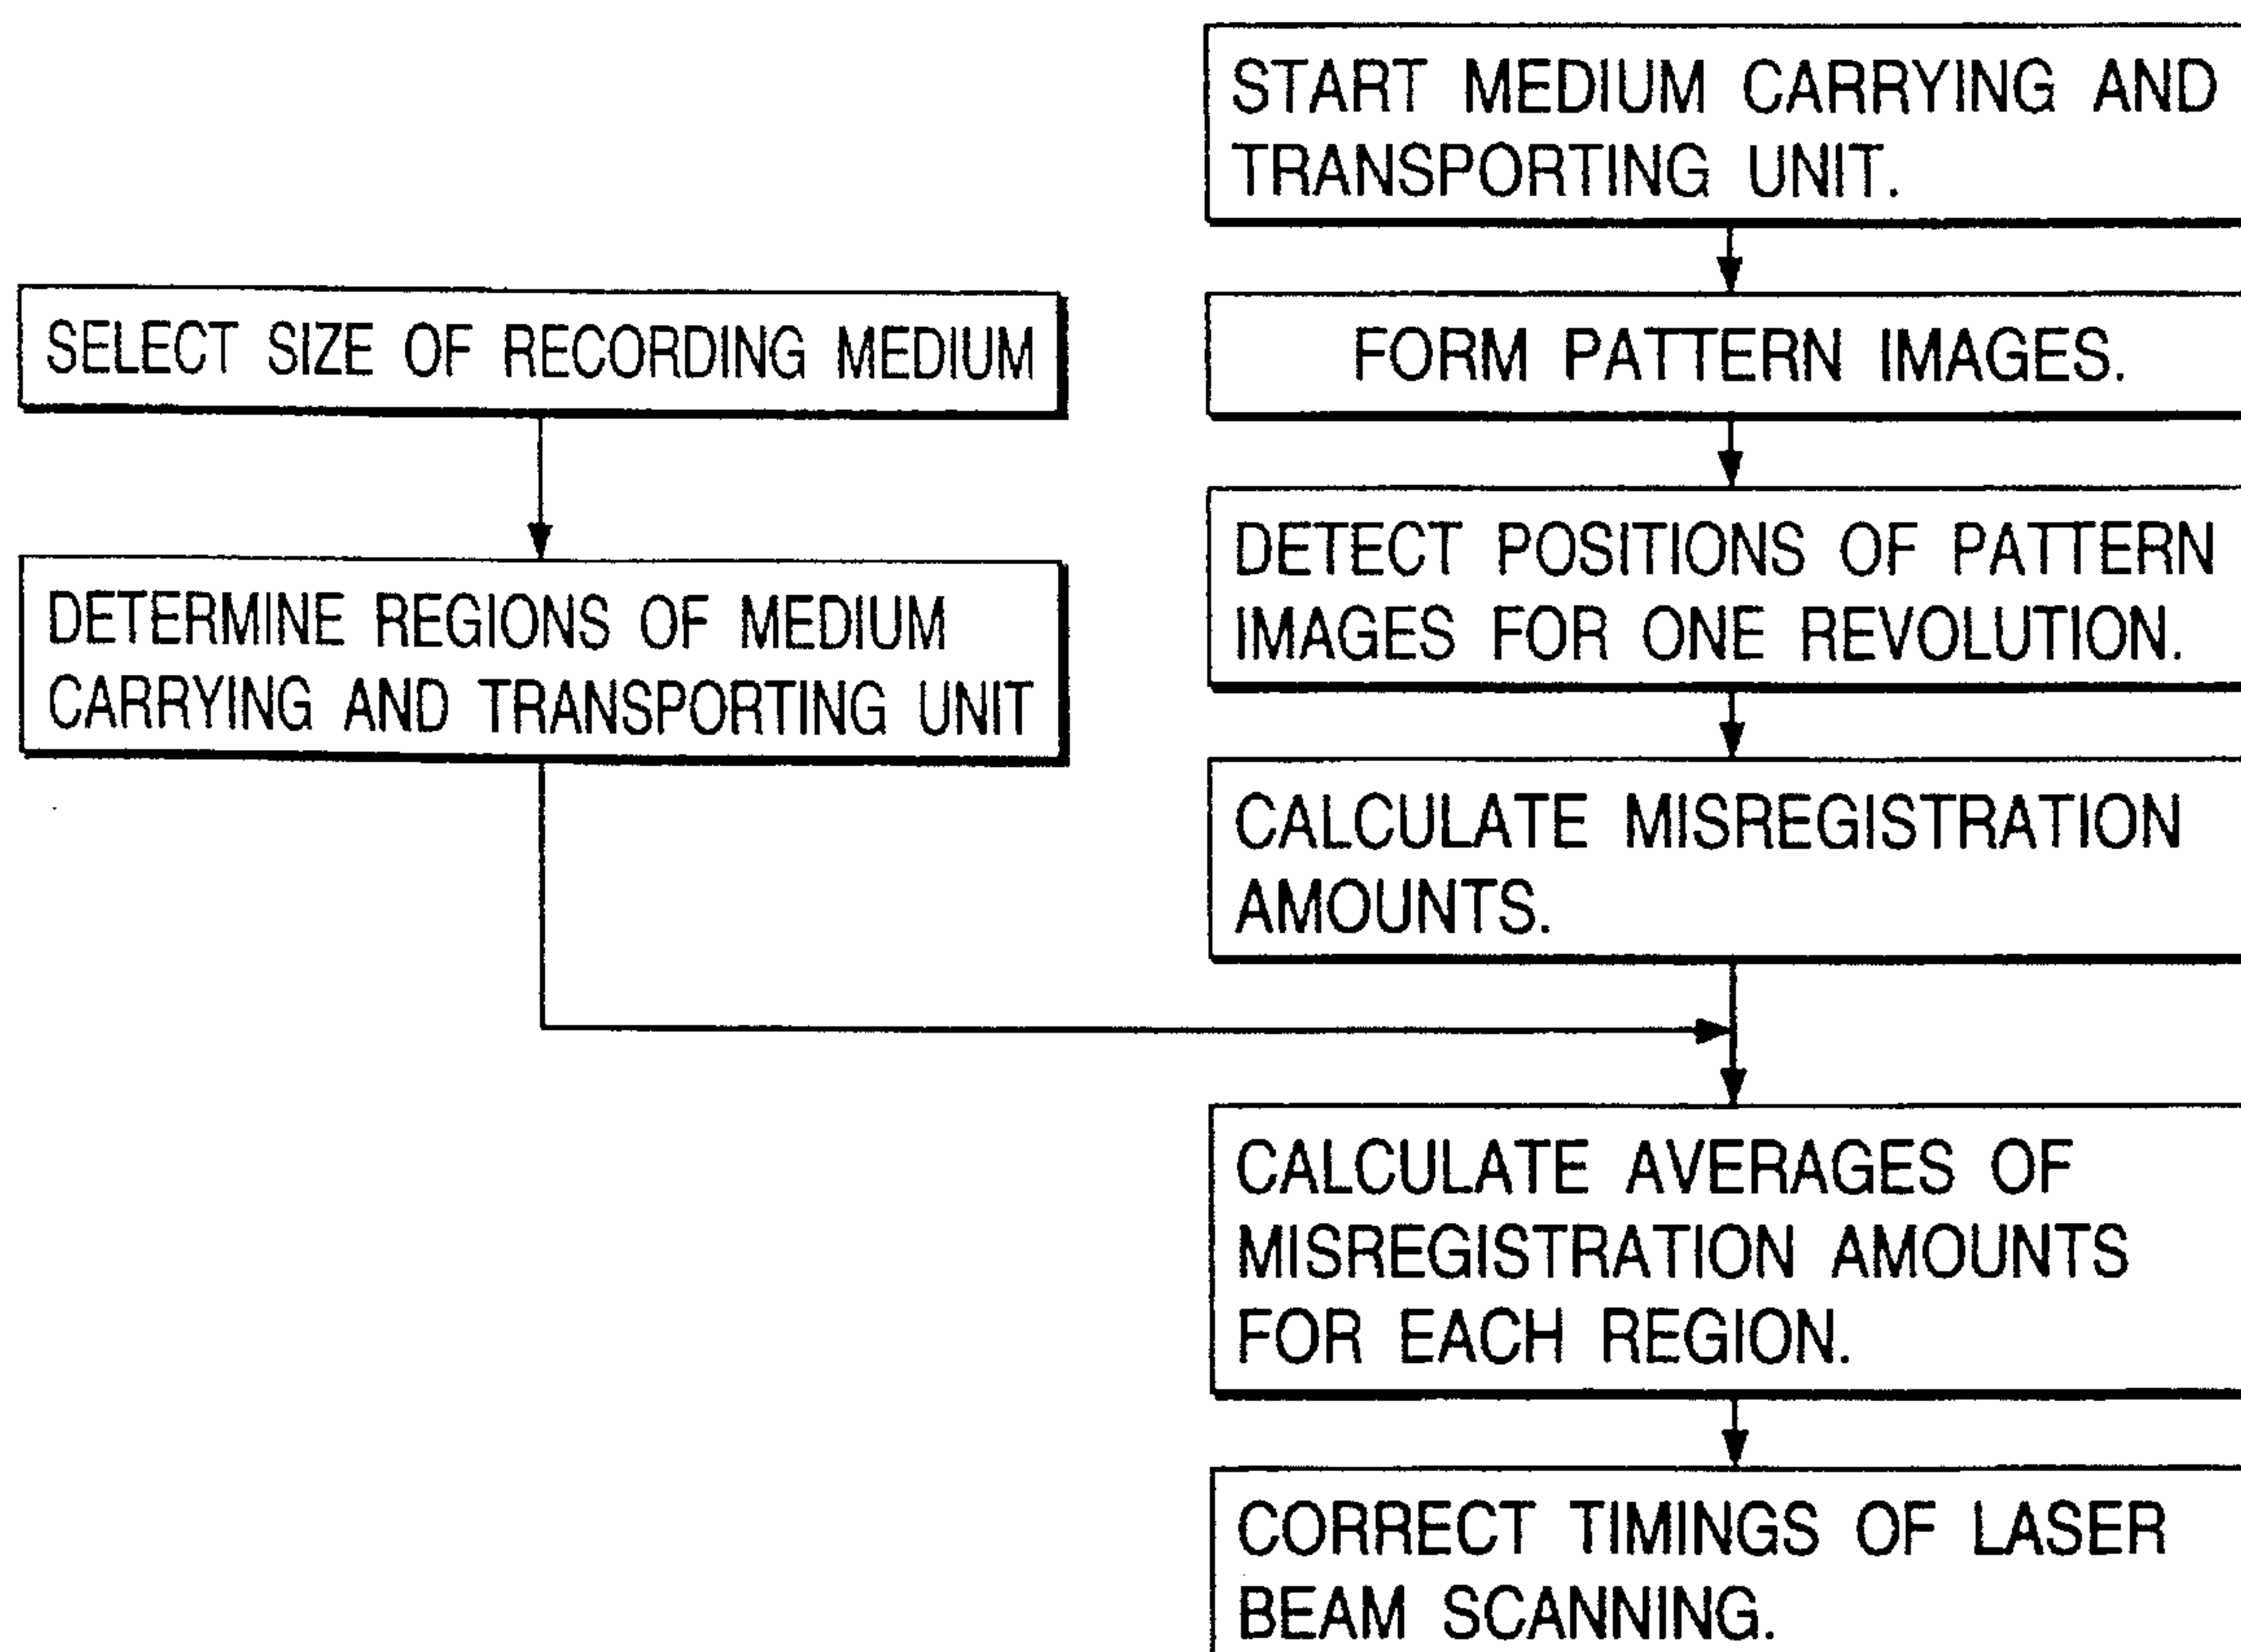 START MEDIUM CARRYING AND
TRANSPORTING UNIT.
SELECT SIZE OF RECORDING MEDIUM
FORM PATTERN IMAGES.
DETERMINE REGIONS OF MEDIUM
CARRYING AND TRANSPORTING UNIT
DETECT POSITIONS OF PATTERN
IMAGES FOR ONE REVOLUTION.
CALCULATE MISREGISTRATION
AMOUNTS.
CALCULATE AVERAGES OF
MISREGISTRATION AMOUNTS
FOR EACH REGION.
CORRECT TIMINGS OF LASER
BEAM SCANNING.